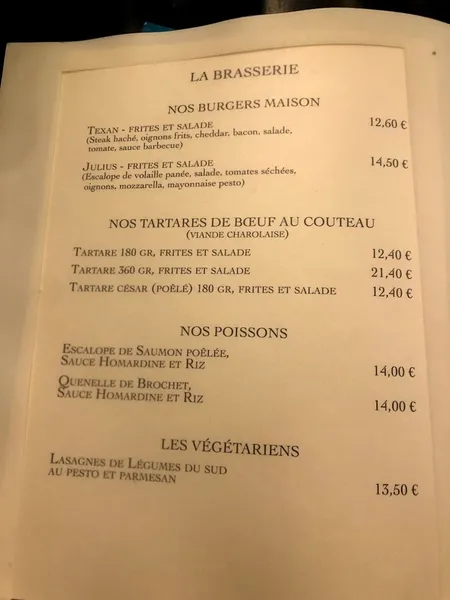 LA BRASSERIE
NOS BURGERS MAISON
TEXAN - FRITES ET SALADE 12,60 €
(Steak haché, oignons frits, cheddar, bacon, salade,
tomate, sauce barbecue)
JULIUS - FRITES ET SALADE 14,50 €
(Escalope de volaille panée, salade, tomates séchées,
oignons, mozzarella, mayonnaise pesto)
NOS TARTARES DE BŒUF AU COUTEAU
(VIANDE CHAROLAISE)
TARTARE 180 GR, FRITES ET SALADE 12,40 €
TARTARE 360 GR, FRITES ET SALADE 21,40 €
TARTARE CÉSAR (POÊLÉ) 180 GR, FRITES ET SALADE 12,40 €
NOS POISSONS
ESCALOPE DE SAUMON POÊLÉE,
SAUCE HOMARDINE ET RIZ 14,00 €
QUENELLE DE BROCHET,
SAUCE HOMARDINE ET RIZ 14,00 €
LES VÉGÉTARIENS
LASAGNES DE LÉGUMES DU SUD
AU PESTO ET PARMESAN 13,50 €